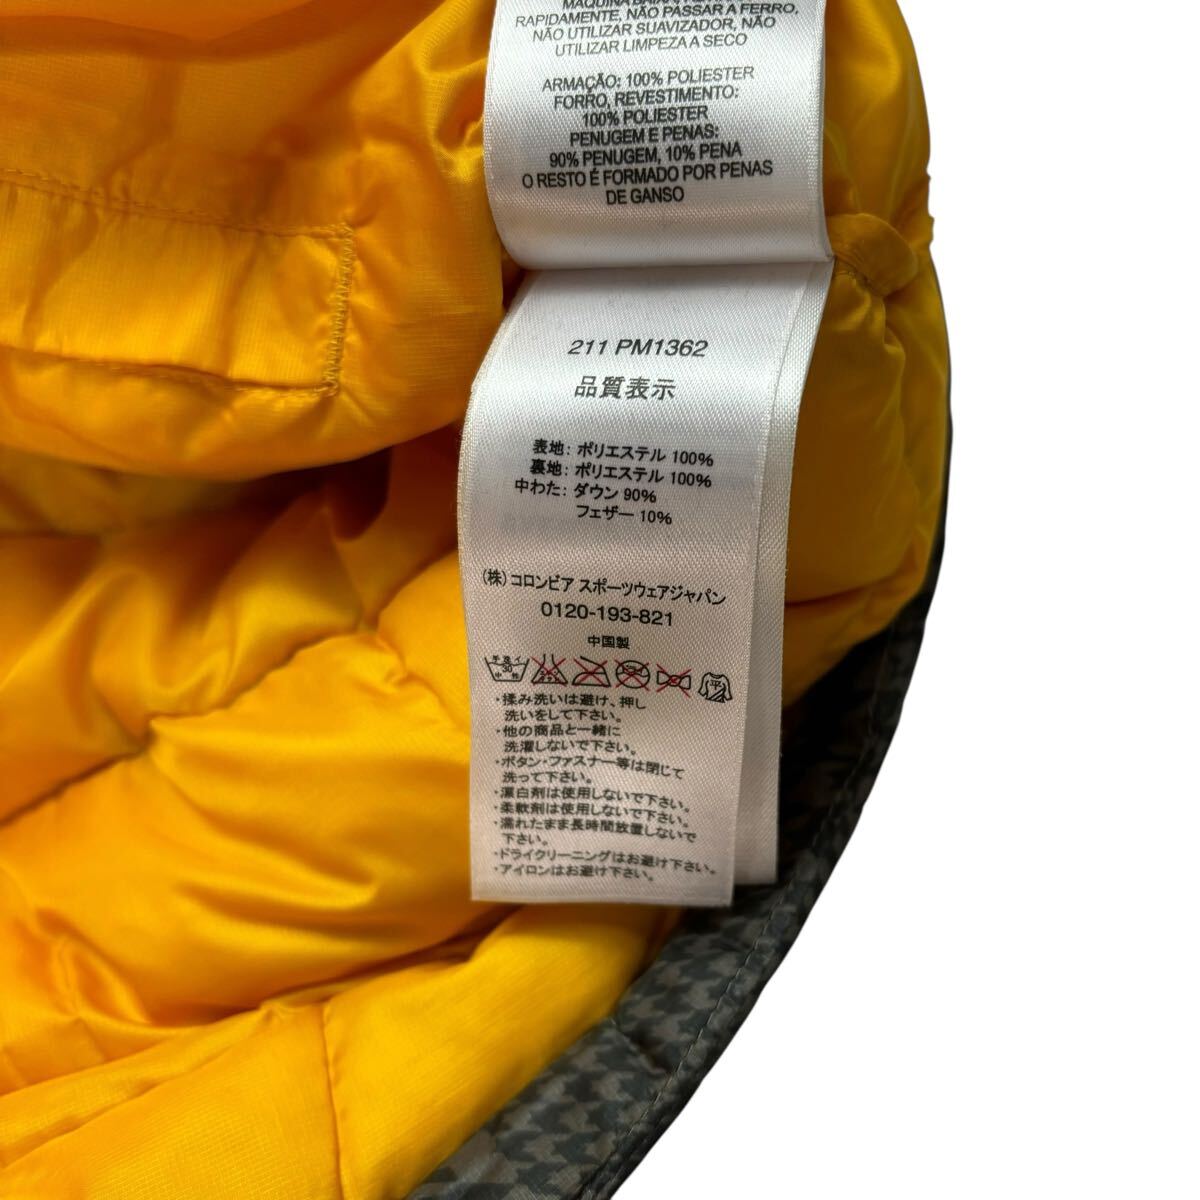 RAPIDAMENTE, NÃO PASSAR A FERRO,
NÃO UTILIZAR SUAVIZADOR, NÃO
UTILIZAR LIMPEZA A SECO
ARMAÇÃO: 100% POLIESTER
FORRO, REVESTIMENTO:
100% POLIESTER
PENUGEM E PENAS:
90% PENUGEM, 10% PENA
O RESTO É FORMADO POR PENAS
DE GANSO
211 PM1362
品質表示
表地: ポリエステル 100%
裏地: ポリエステル 100%
中わた: ダウン 90%
フェザー 10%
(株) コロンビア スポーツウェアジャパン
0120-193-821
中国製
手洗イ
30
中性
平
・揉み洗いは避け、押し
洗いをして下さい。
・他の商品と一緒に
洗濯しないで下さい。
・ボタン・ファスナー等は閉じて
洗って下さい。
・漂白剤は使用しないで下さい。
・柔軟剤は使用しないで下さい。
・濡れたまま長時間放置しないで
下さい。
・ドライクリーニングはお避け下さい。
・アイロンはお避け下さい。